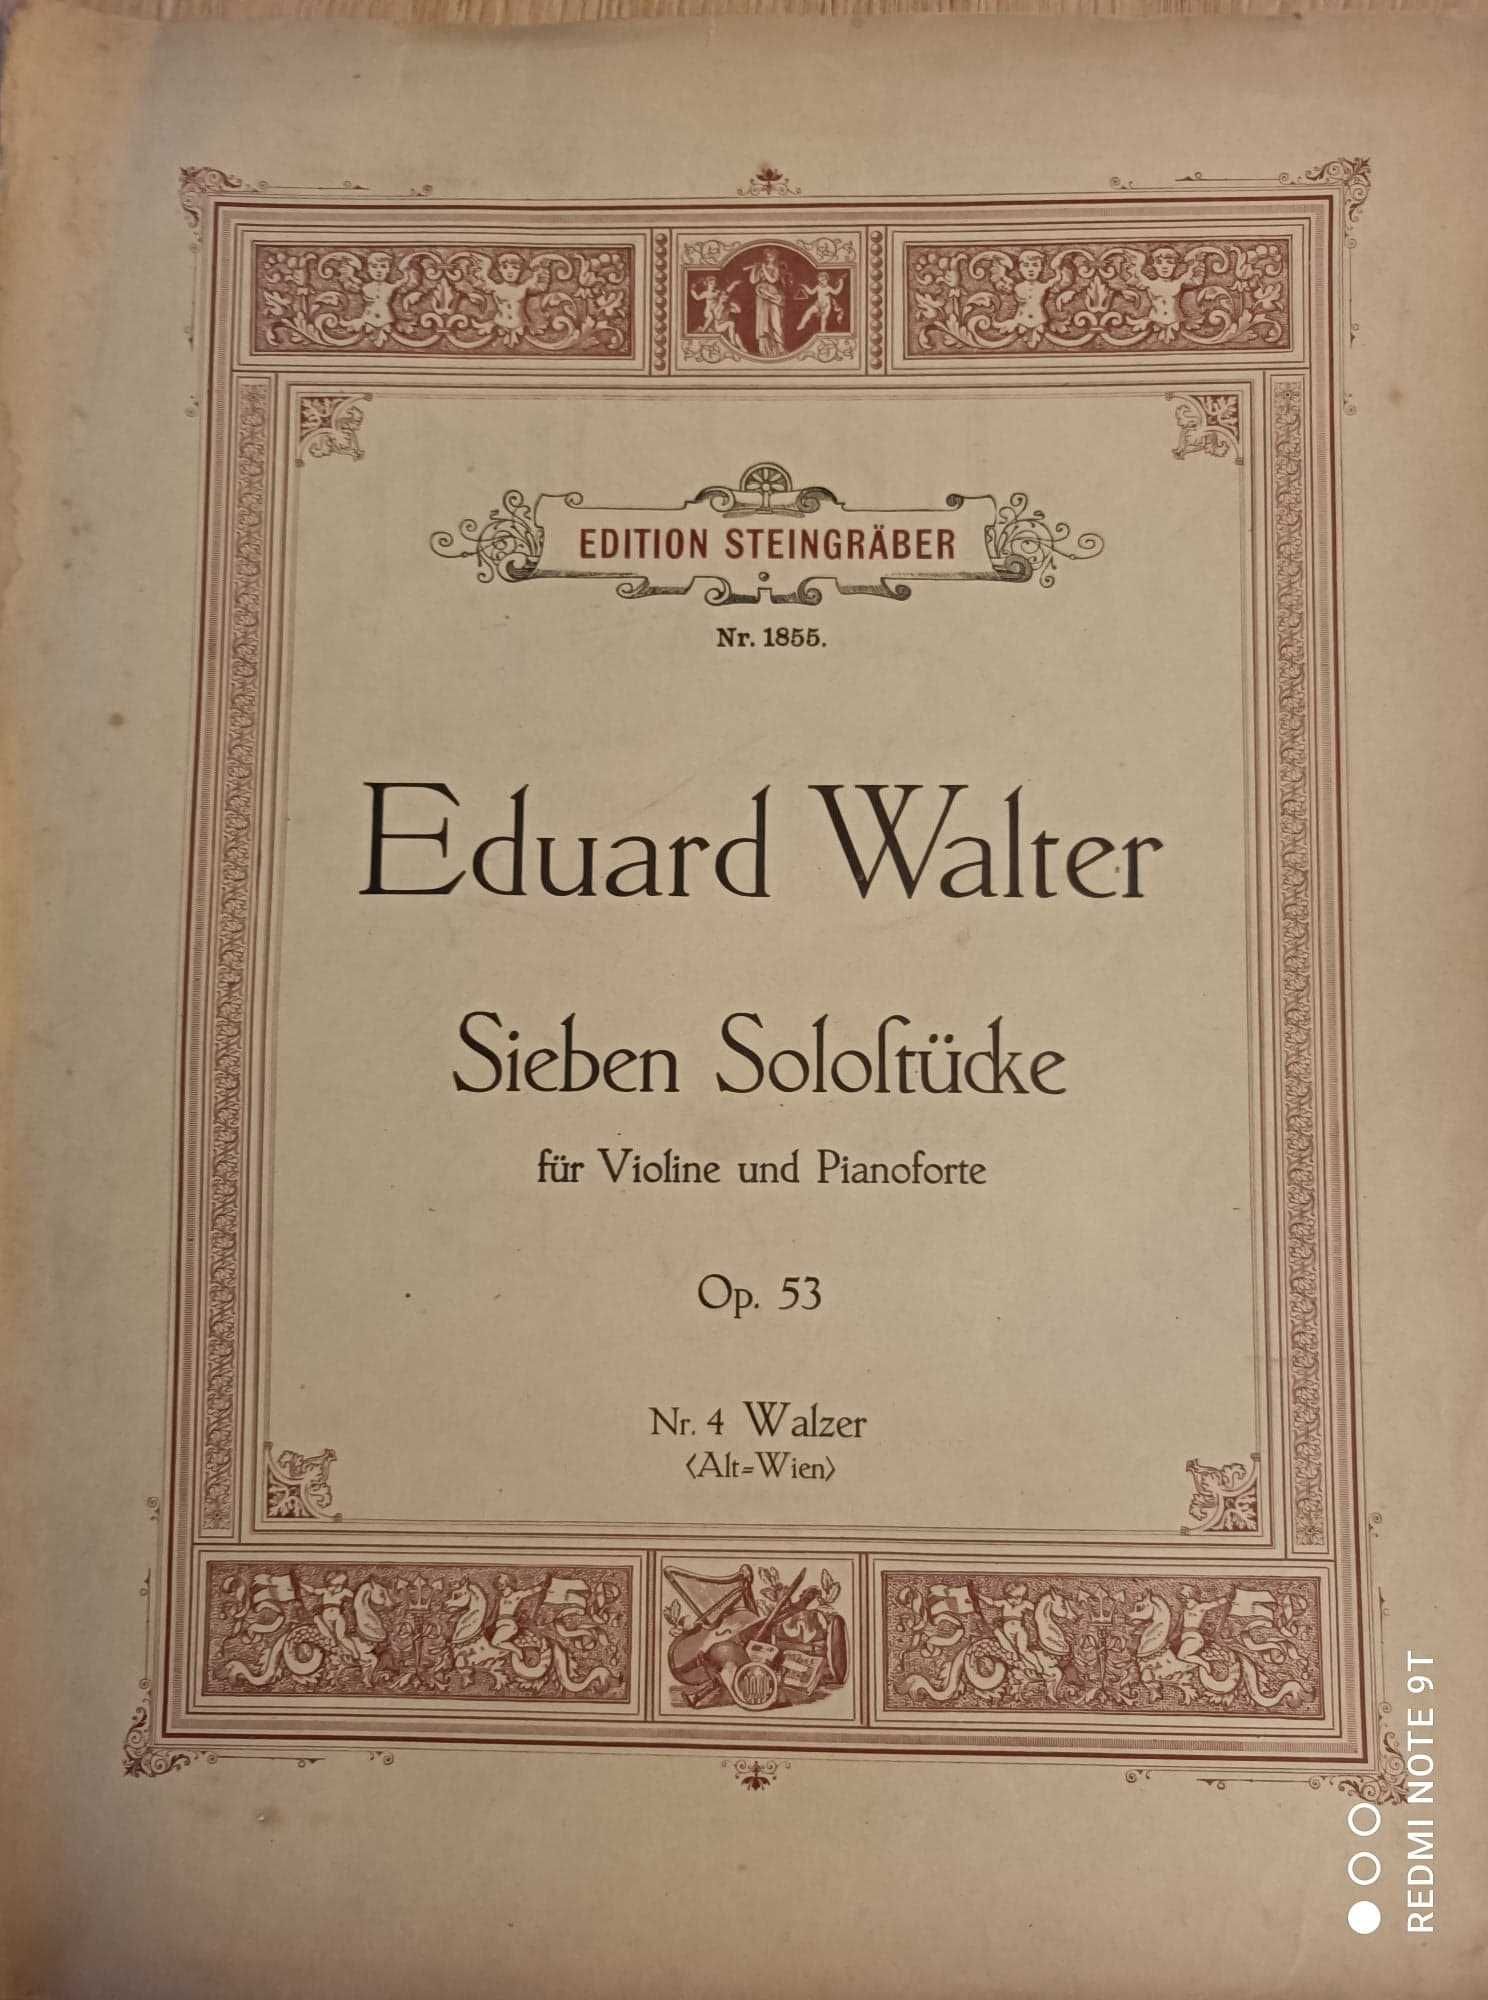 EDITION STEINGRÄBER
Nr. 1855.
Eduard Walter
Sieben Soloſtücke
für Violine und Pianoforte
Op. 53
Nr. 4 Walzer
⟨Alt=Wien⟩
REDMI NOTE 9T